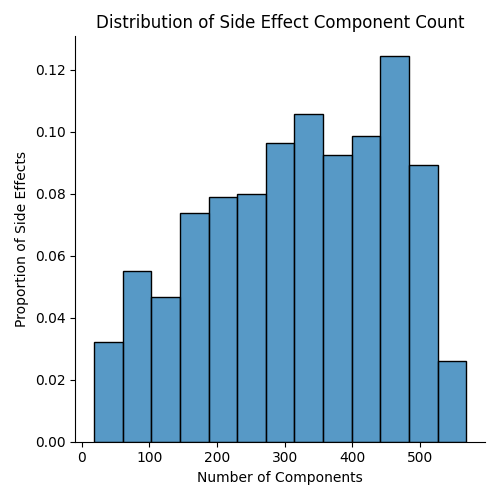 Distribution of Side Effect Component Count
0.12
0.10
0.08
0.06
0.04
0.02
0.00
Proportion of Side Effects
0 100 200 300 400 500
Number of Components